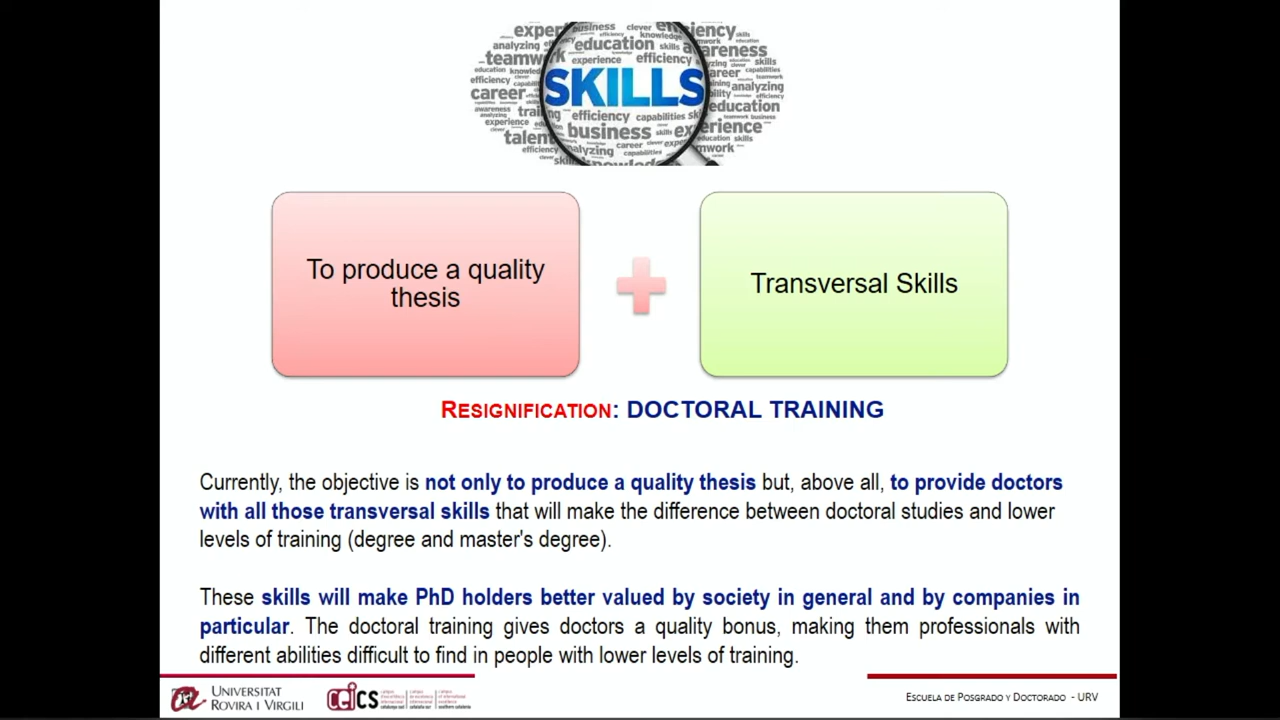 SKILLS
To produce a quality
thesis
Transversal Skills
RESIGNIFICATION: DOCTORAL TRAINING
Currently, the objective is not only to produce a quality thesis but, above all, to provide doctors
with all those transversal skills that will make the difference between doctoral studies and lower
levels of training (degree and master's degree).
These skills will make PhD holders better valued by society in general and by companies in
particular. The doctoral training gives doctors a quality bonus, making them professionals with
different abilities difficult to find in people with lower levels of training.
UNIVERSITAT
ROVIRA I VIRGILI
CEICS
ESCUELA DE POSGRADO Y DOCTORADO - URV